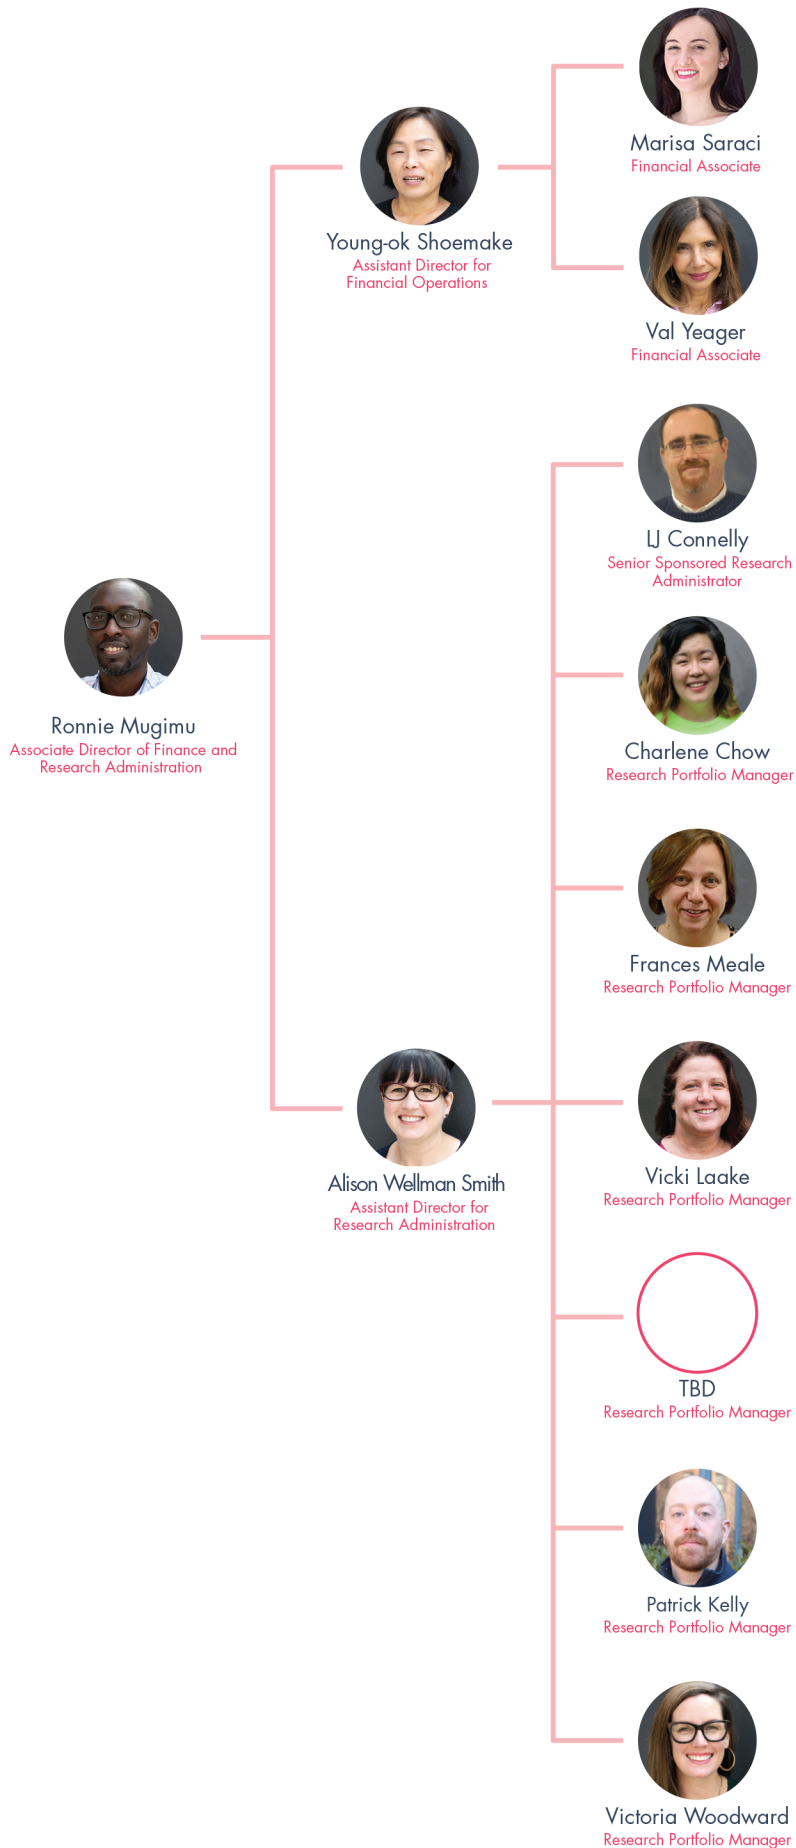 Marisa Saraci
Financial Associate
Young-ok Shoemake
Assistant Director for
Financial Operations
Val Yeager
Financial Associate
LJ Connelly
Senior Sponsored Research
Administrator
Ronnie Mugimu
Associate Director of Finance and
Research Administration
Charlene Chow
Research Portfolio Manager
Frances Meale
Research Portfolio Manager
Alison Wellman Smith
Assistant Director for
Research Administration
Vicki Laake
Research Portfolio Manager
TBD
Research Portfolio Manager
Patrick Kelly
Research Portfolio Manager
Victoria Woodward
Research Portfolio Manager